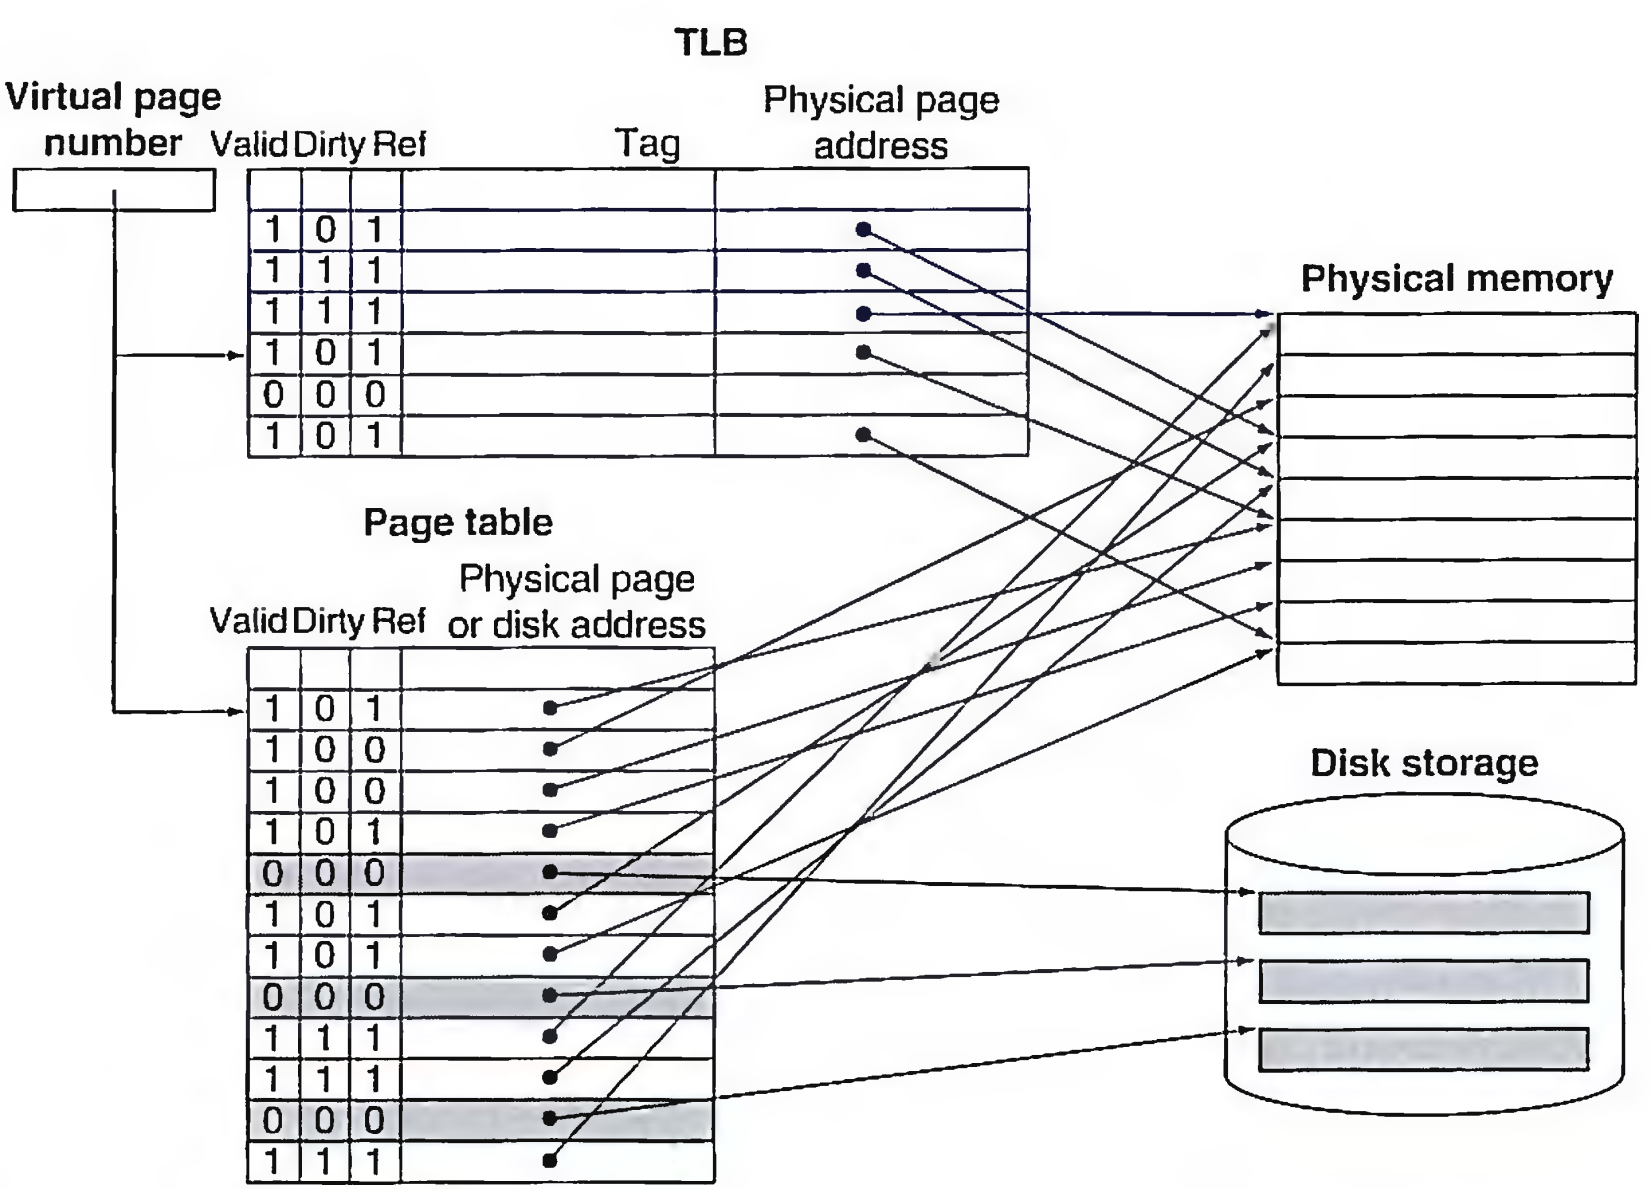 TLB
Virtual page
number
Valid Dirty Ref
Tag
Physical page
address
1 0 1
1 1 1
1 1 1
1 0 1
0 0 0
1 0 1
Physical memory
Page table
Physical page
or disk address
Valid Dirty Ref
1 0 1
1 0 0
1 0 0
1 0 1
0 0 0
1 0 1
1 0 1
0 0 0
1 1 1
1 1 1
0 0 0
1 1 1
Disk storage